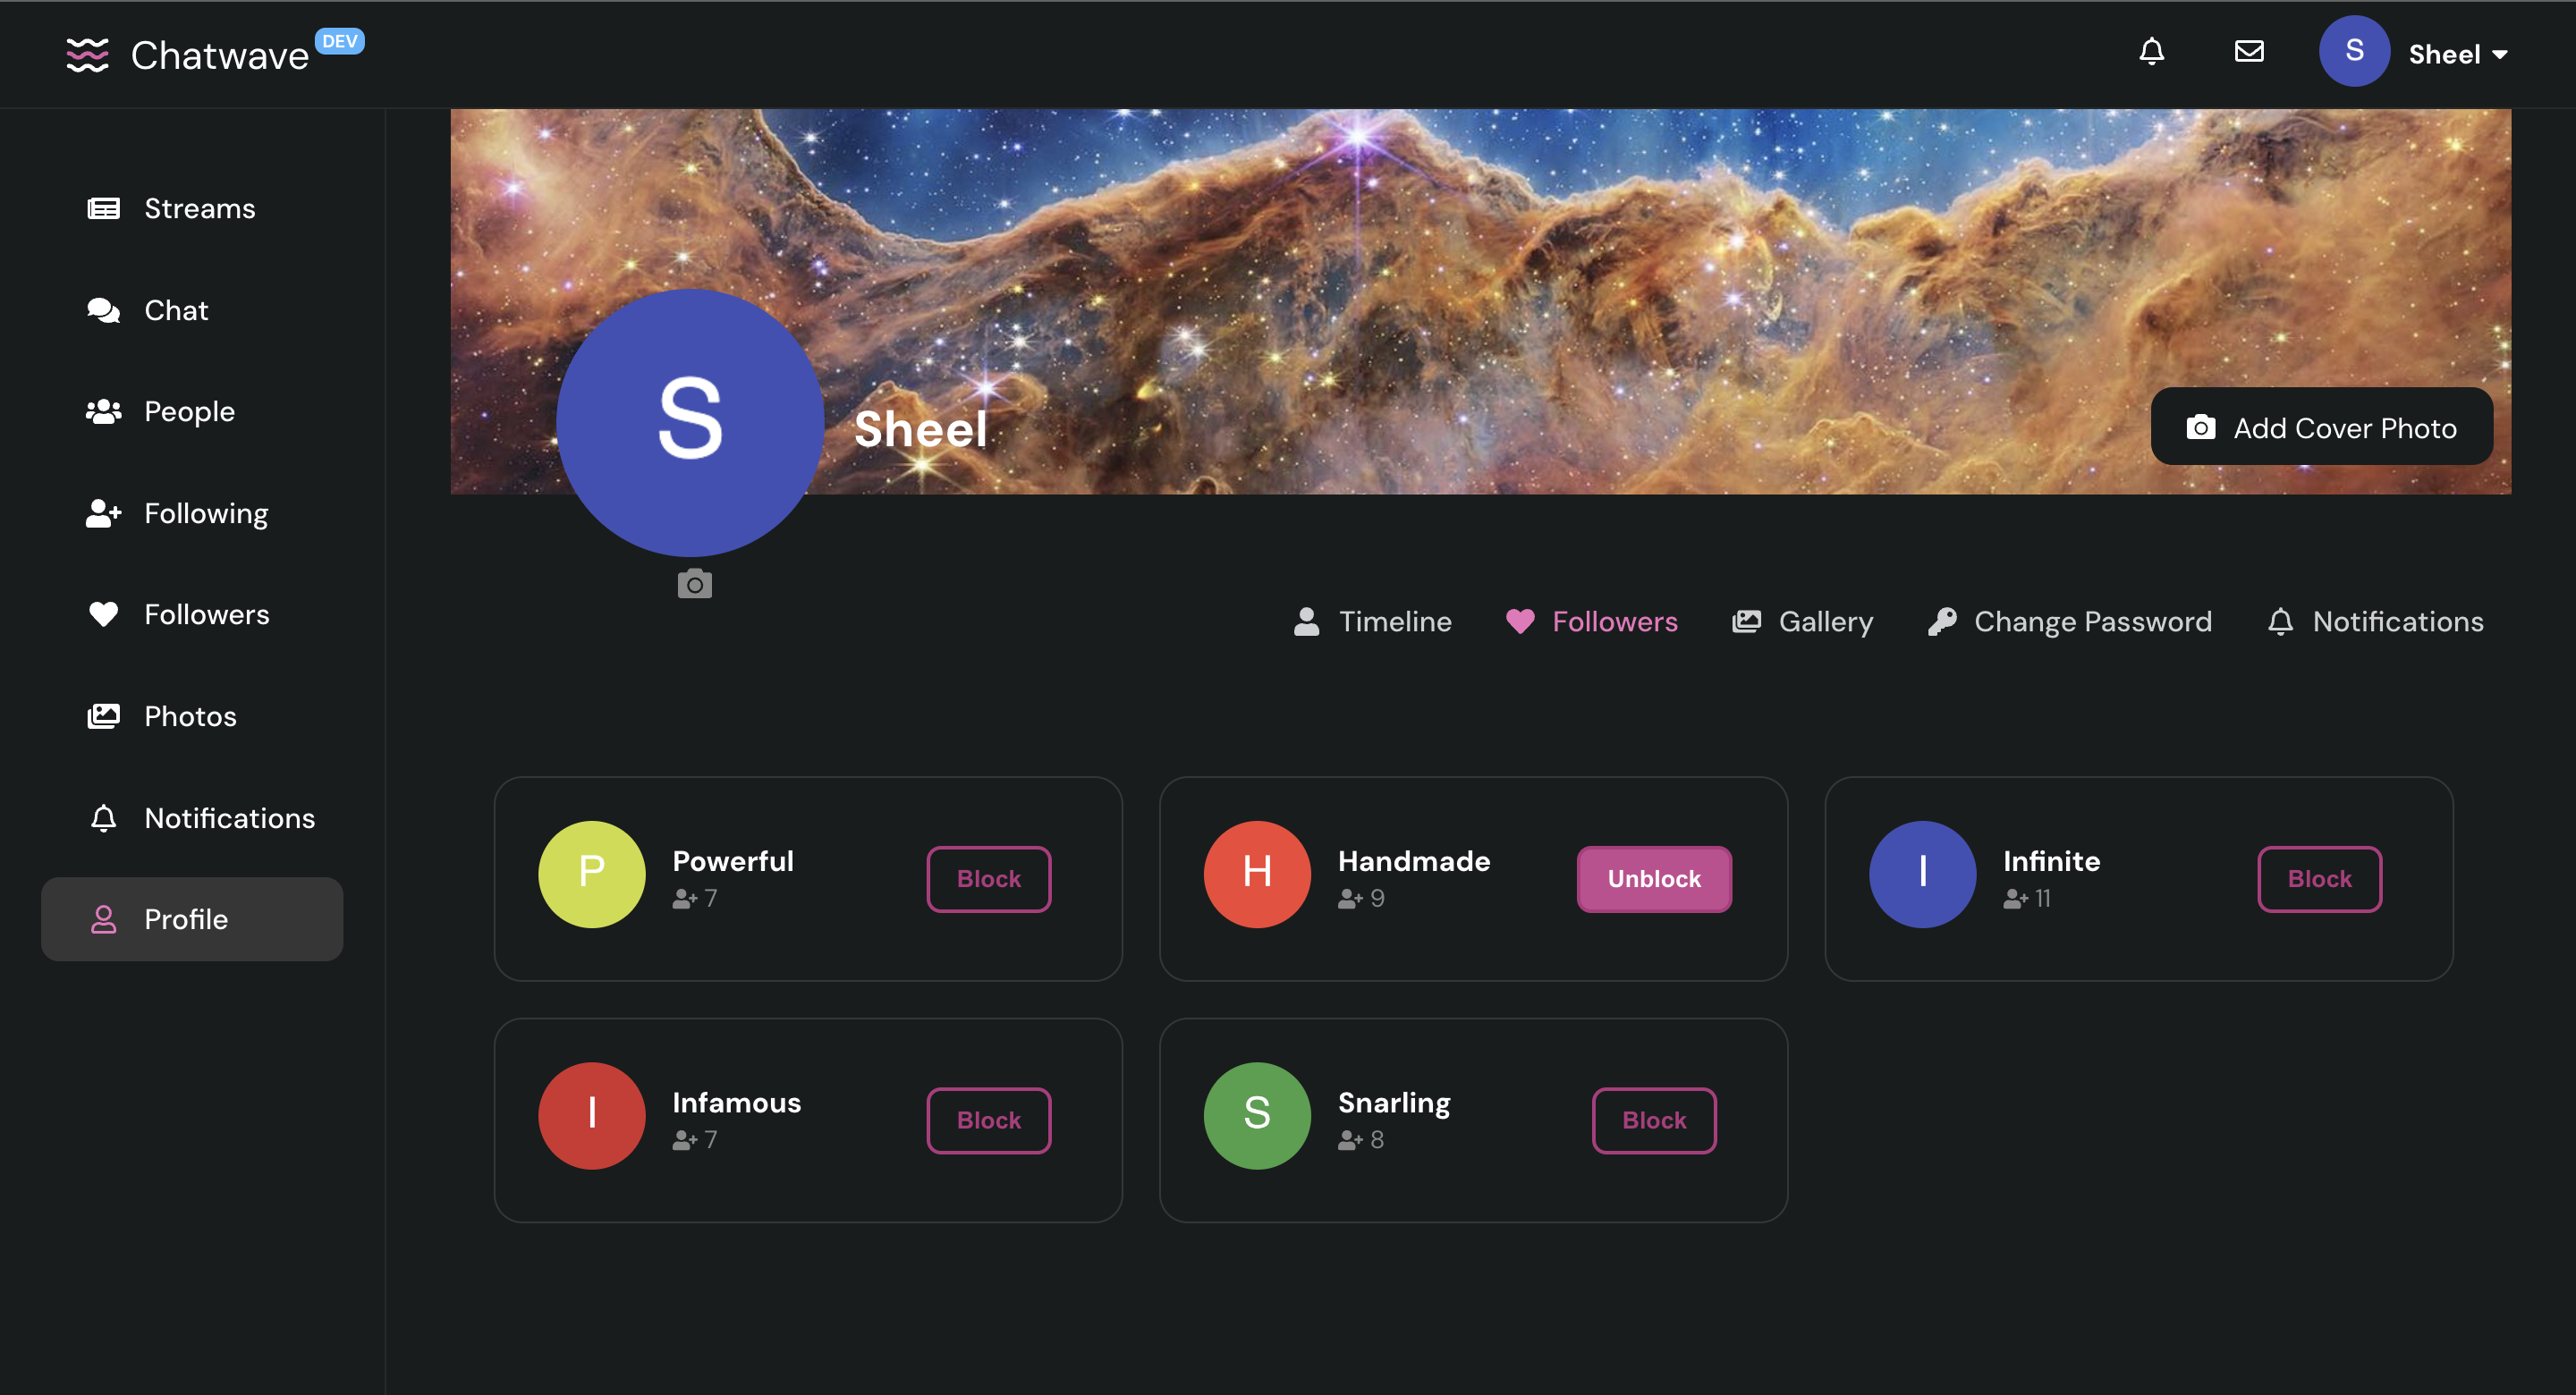 Chatwave DEV
S Sheel
Streams
Chat
People
Following
Followers
Photos
Notifications
Profile
S
Sheel
Add Cover Photo
Timeline Followers Gallery Change Password Notifications
P
Powerful
7
Block
H
Handmade
9
Unblock
I
Infinite
11
Block
I
Infamous
7
Block
S
Snarling
8
Block